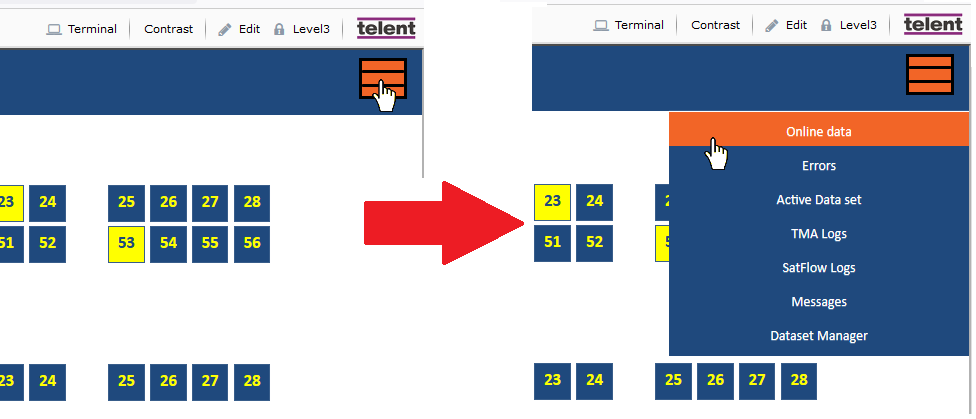 Terminal Contrast Edit Level3 telent
23 24 25 26 27 28
51 52 53 54 55 56
23 24 25 26 27 28
Terminal Contrast Edit Level3 telent
Online data
Errors
Active Data set
TMA Logs
SatFlow Logs
Messages
Dataset Manager
23 24
51 52
23 24 25 26 27 28